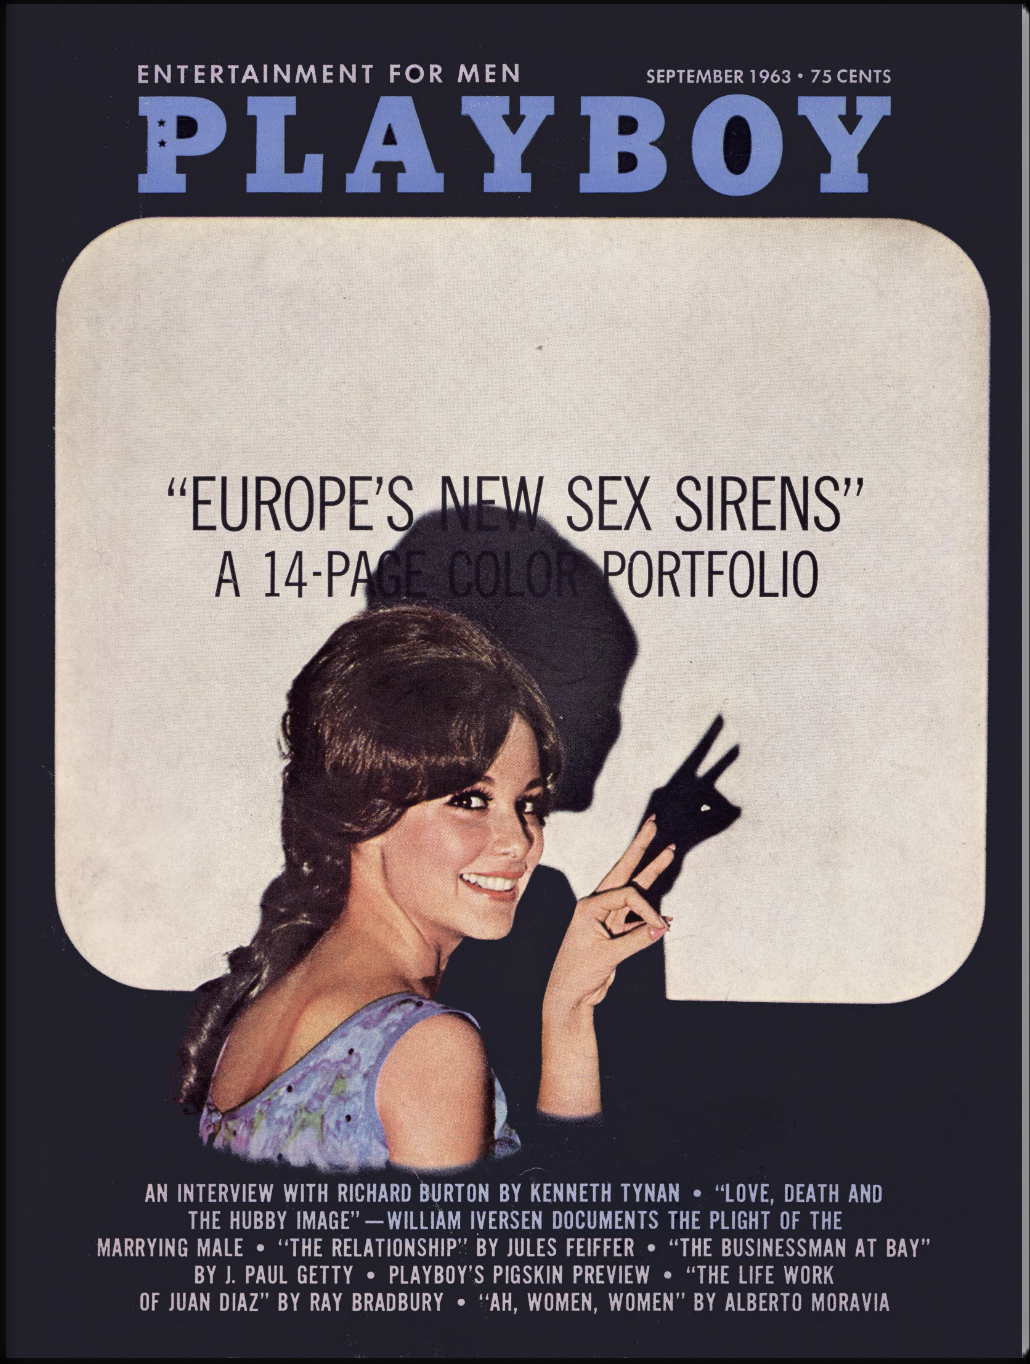 ENTERTAINMENT FOR MEN
SEPTEMBER 1963 • 75 CENTS
PLAYBOY
“EUROPE’S NEW SEX SIRENS”
A 14-PAGE COLOR PORTFOLIO
AN INTERVIEW WITH RICHARD BURTON BY KENNETH TYNAN • “LOVE, DEATH AND
THE HUBBY IMAGE”—WILLIAM IVERSEN DOCUMENTS THE PLIGHT OF THE
MARRYING MALE • “THE RELATIONSHIP” BY JULES FEIFFER • “THE BUSINESSMAN AT BAY”
BY J. PAUL GETTY • PLAYBOY’S PIGSKIN PREVIEW • “THE LIFE WORK
OF JUAN DIAZ” BY RAY BRADBURY • “AH, WOMEN, WOMEN” BY ALBERTO MORAVIA